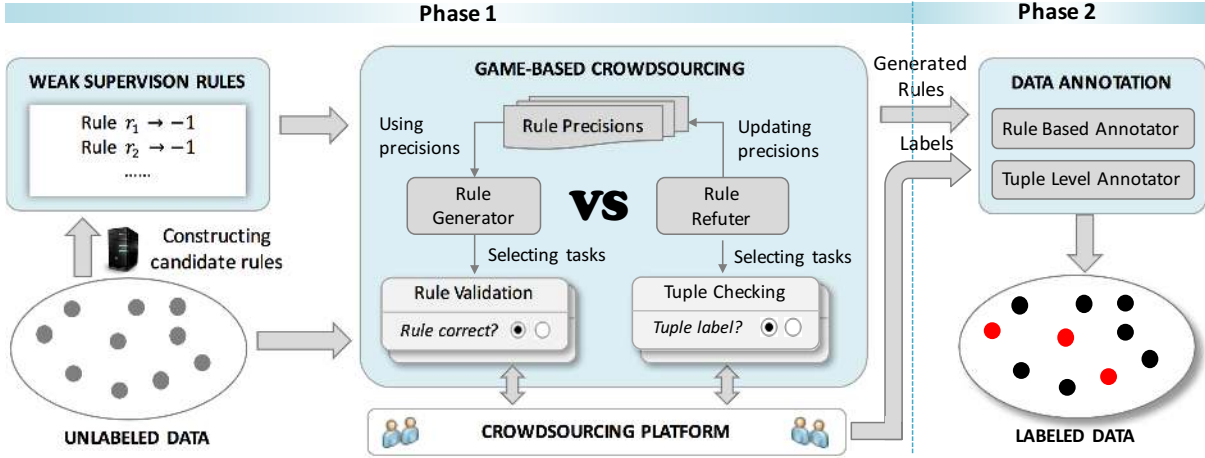 Phase 1
Phase 2
WEAK SUPERVISON RULES
Rule r₁ → −1
Rule r₂ → −1
......
Constructing
candidate rules
UNLABELED DATA
GAME-BASED CROWDSOURCING
Rule Precisions
Using
precisions
Updating
precisions
Rule
Generator
VS
Rule
Refuter
Selecting tasks
Selecting tasks
Rule Validation
Rule correct?
Tuple Checking
Tuple label?
CROWDSOURCING PLATFORM
Generated
Rules
Labels
DATA ANNOTATION
Rule Based Annotator
Tuple Level Annotator
LABELED DATA